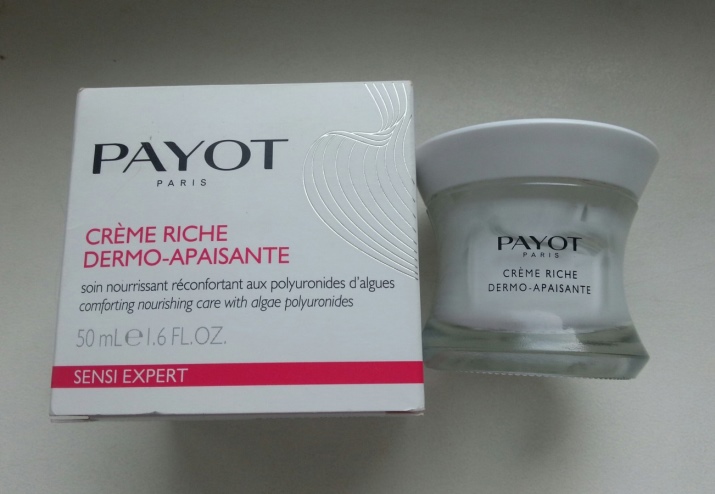 PAYOT
PARIS
CRÈME RICHE
DERMO-APAISANTE
soin nourrissant réconfortant aux polyuronides d'algues
comforting nourishing care with algae polyuronides
50 mL℮1,6 FL.OZ.
SENSI EXPERT
PAYOT
PARIS
CRÈME RICHE
DERMO-APAISANTE